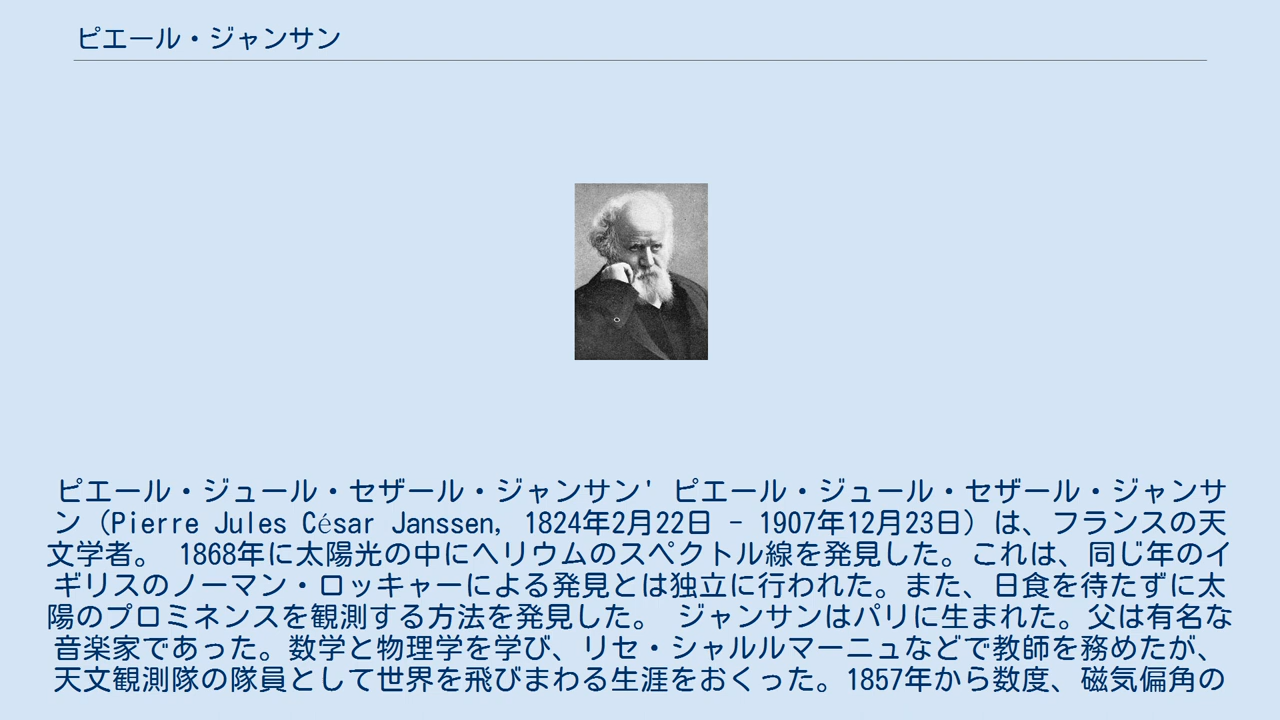 ピエール・ジャンサン
ピエール・ジュール・セザール・ジャンサン' ピエール・ジュール・セザール・ジャンサ
ン（Pierre Jules César Janssen, 1824年2月22日 - 1907年12月23日）は、フランスの天
文学者。 1868年に太陽光の中にヘリウムのスペクトル線を発見した。これは、同じ年のイ
ギリスのノーマン・ロッキャーによる発見とは独立に行われた。また、日食を待たずに太
陽のプロミネンスを観測する方法を発見した。 ジャンサンはパリに生まれた。父は有名な
音楽家であった。数学と物理学を学び、リセ・シャルルマーニュなどで教師を務めたが、
天文観測隊の隊員として世界を飛びまわる生涯をおくった。1857年から数度、磁気偏角の